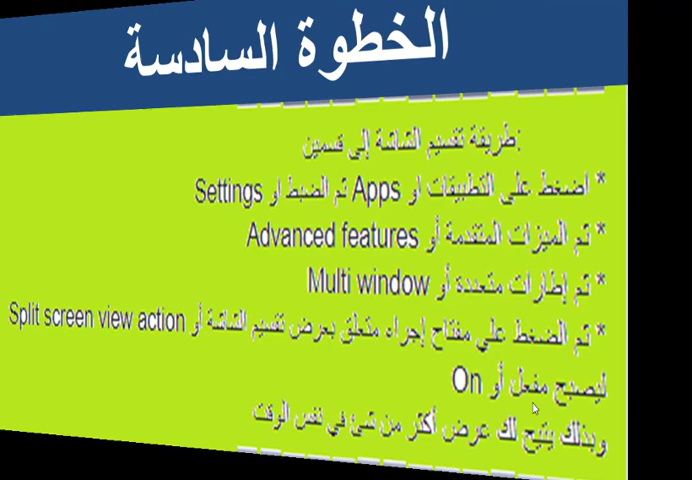 الخطوة السادسة
طريقة تقسيم الشاشة إلى قسمين:
* اضغط على التطبيقات او Apps ثم الضبط او Settings
* ثم الميزات المتقدمة أو Advanced features
* ثم إطارات متعددة أو Multi window
* ثم الضغط علي مفتاح إجراء متعلق بعرض تقسيم الشاشة أو Split screen view action
ليصبح مفعل أو On
وبذلك يتيح لك عرض أكثر من شئ في نفس الوقت